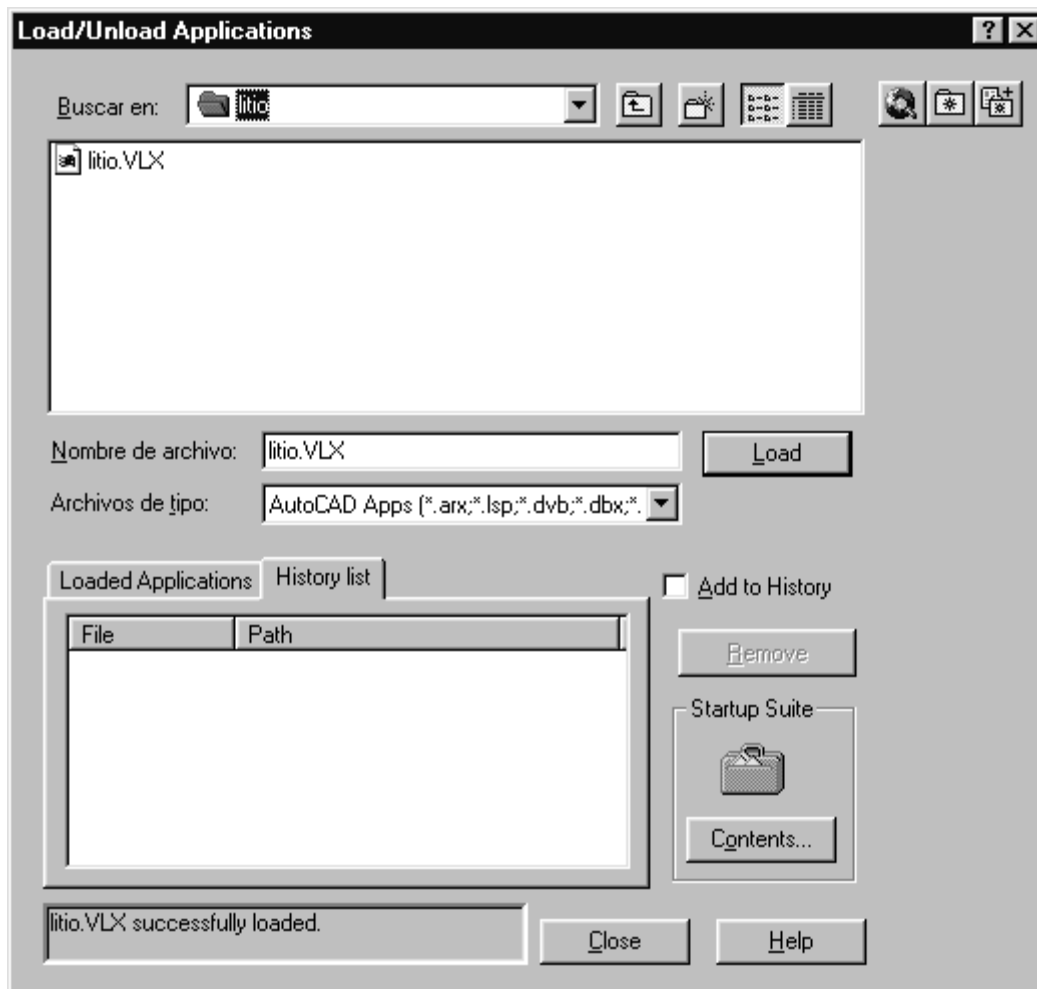 Load/Unload Applications
Buscar en: litio
litio.VLX
Nombre de archivo: litio.VLX Load
Archivos de tipo: AutoCAD Apps (*.arx;*.lsp;*.dvb;*.dbx;*.
Loaded Applications History list Add to History
File Path
Remove
Startup Suite
Contents...
litio.VLX successfully loaded.
Close Help